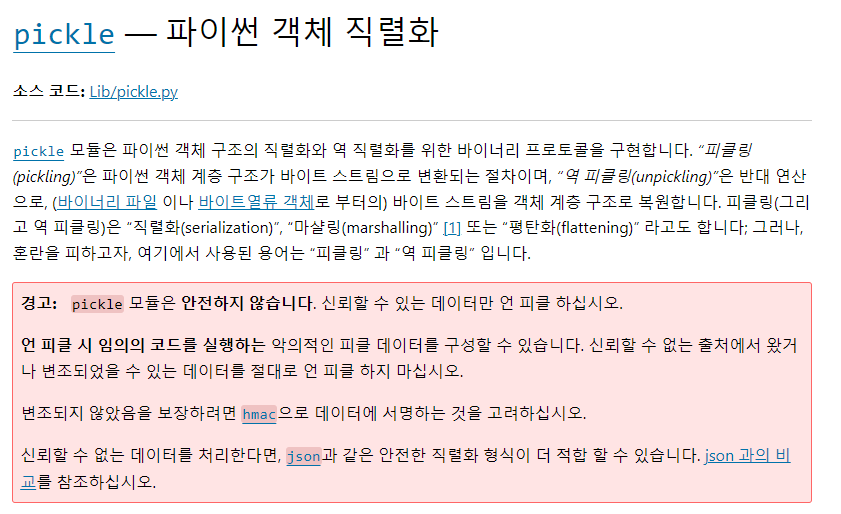 pickle — 파이썬 객체 직렬화
소스 코드: Lib/pickle.py
pickle 모듈은 파이썬 객체 구조의 직렬화와 역 직렬화를 위한 바이너리 프로토콜을 구현합니다. “피클링
(pickling)”은 파이썬 객체 계층 구조가 바이트 스트림으로 변환되는 절차이며, “역 피클링(unpickling)”은 반대 연산
으로, (바이너리 파일 이나 바이트열류 객체로 부터의) 바이트 스트림을 객체 계층 구조로 복원합니다. 피클링(그리
고 역 피클링)은 “직렬화(serialization)”, “마샬링(marshalling)” [1] 또는 “평탄화(flattening)” 라고도 합니다; 그러나,
혼란을 피하고자, 여기에서 사용된 용어는 “피클링” 과 “역 피클링” 입니다.
경고: pickle 모듈은 안전하지 않습니다. 신뢰할 수 있는 데이터만 언 피클 하십시오.
언 피클 시 임의의 코드를 실행하는 악의적인 피클 데이터를 구성할 수 있습니다. 신뢰할 수 없는 출처에서 왔거
나 변조되었을 수 있는 데이터를 절대로 언 피클 하지 마십시오.
변조되지 않았음을 보장하려면 hmac으로 데이터에 서명하는 것을 고려하십시오.
신뢰할 수 없는 데이터를 처리한다면, json과 같은 안전한 직렬화 형식이 더 적합 할 수 있습니다. json 과의 비
교를 참조하십시오.